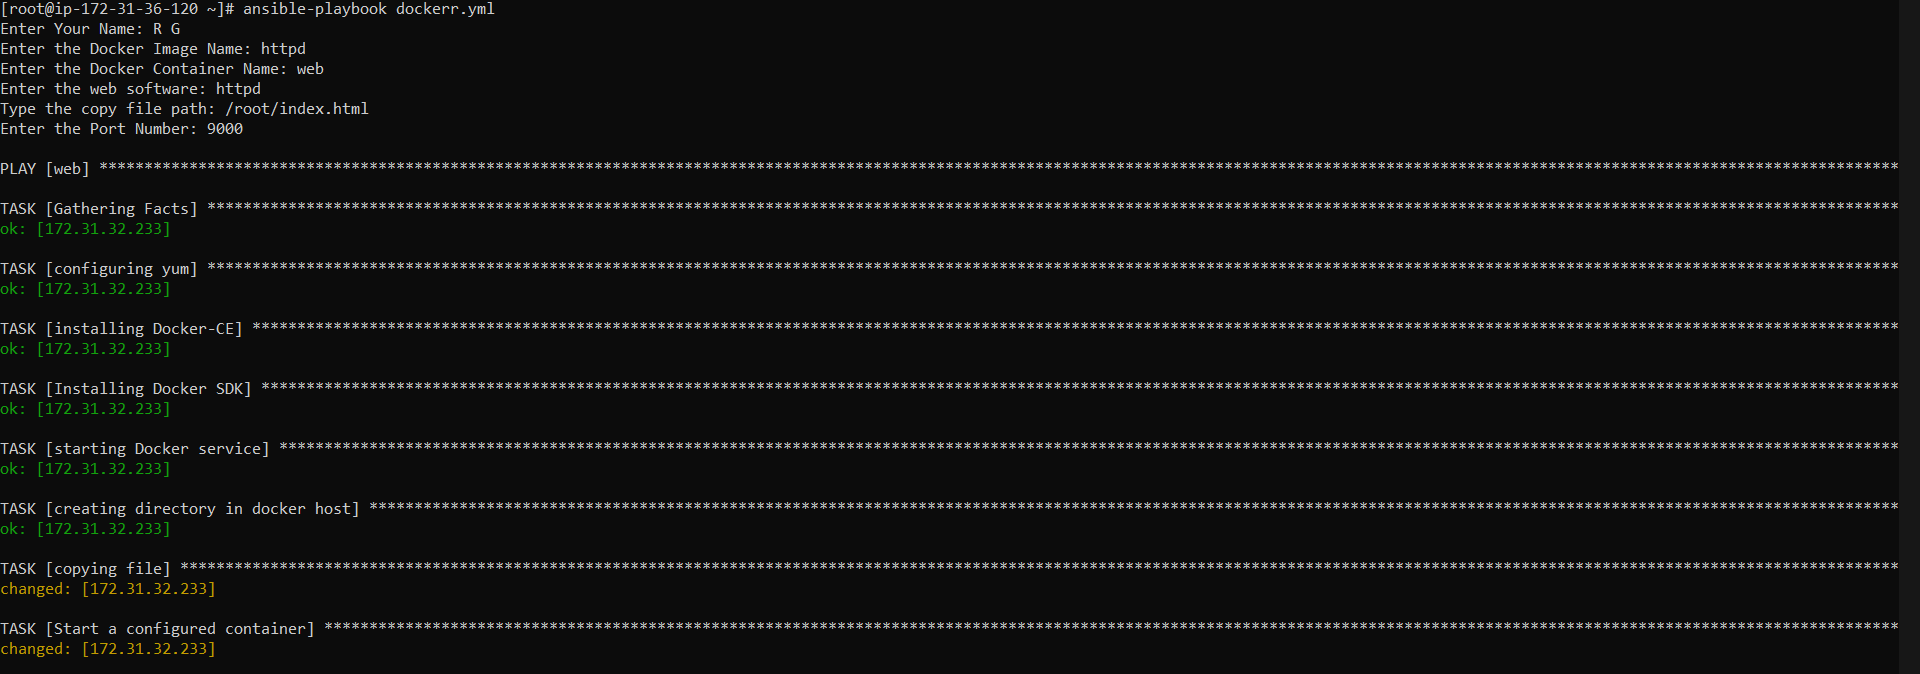 [root@ip-172-31-36-120 ~]# ansible-playbook dockerr.yml
Enter Your Name: R G
Enter the Docker Image Name: httpd
Enter the Docker Container Name: web
Enter the web software: httpd
Type the copy file path: /root/index.html
Enter the Port Number: 9000
PLAY [web] ********************************************************************************************************************************************************************************************************
TASK [Gathering Facts] ********************************************************************************************************************************************************************************************
ok: [172.31.32.233]
TASK [configuring yum] ********************************************************************************************************************************************************************************************
ok: [172.31.32.233]
TASK [installing Docker-CE] ***************************************************************************************************************************************************************************************
ok: [172.31.32.233]
TASK [Installing Docker SDK] **************************************************************************************************************************************************************************************
ok: [172.31.32.233]
TASK [starting Docker service] ************************************************************************************************************************************************************************************
ok: [172.31.32.233]
TASK [creating directory in docker host] **************************************************************************************************************************************************************************
ok: [172.31.32.233]
TASK [copying file] ***********************************************************************************************************************************************************************************************
changed: [172.31.32.233]
TASK [Start a configured container] *******************************************************************************************************************************************************************************
changed: [172.31.32.233]